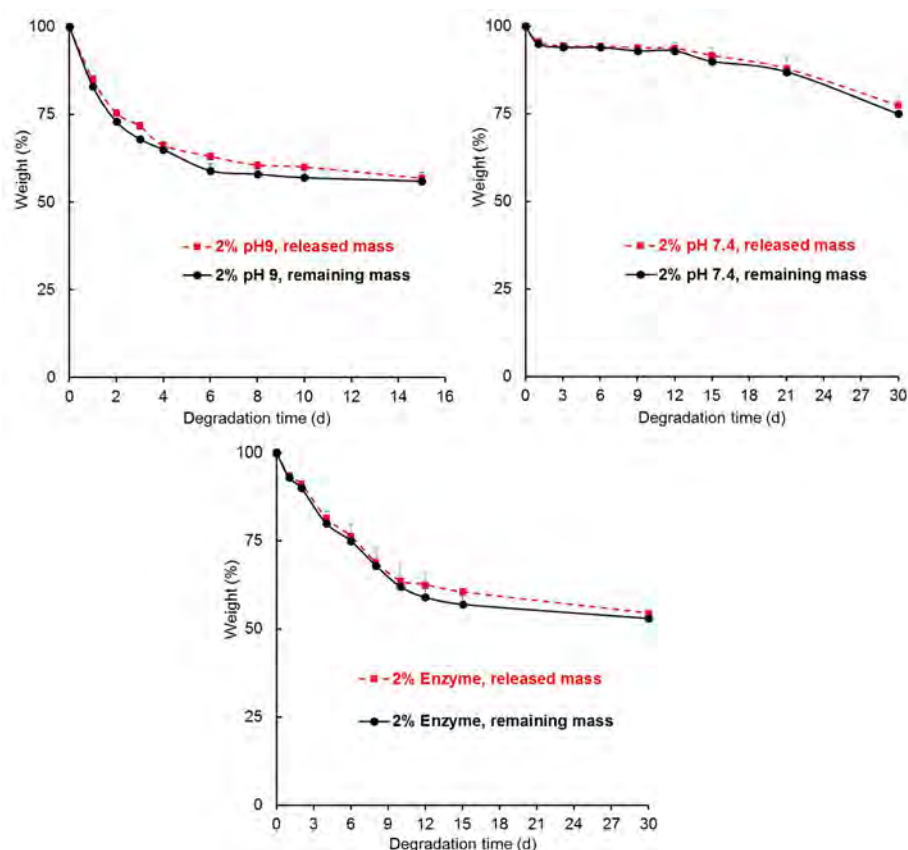 100
75
50
25
0
Weight (%)
2% pH9, released mass
2% pH 9, remaining mass
0 2 4 6 8 10 12 14 16
Degradation time (d)
100
75
50
25
0
Weight (%)
2% pH 7.4, released mass
2% pH 7.4, remaining mass
0 3 6 9 12 15 18 21 24 27 30
Degradation time (d)
100
75
50
25
0
Weight (%)
2% Enzyme, released mass
2% Enzyme, remaining mass
0 3 6 9 12 15 18 21 24 27 30
Degradation time (d)